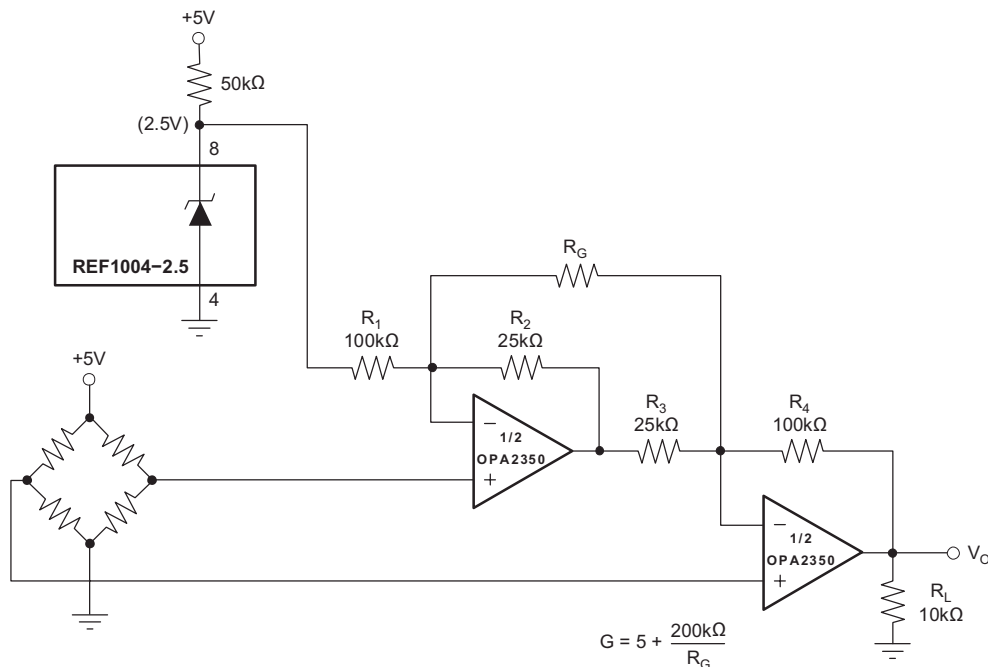 +5V
50kΩ
(2.5V)
8
REF1004−2.5
4
R_G
R_1
100kΩ
R_2
25kΩ
+5V
R_3
25kΩ
R_4
100kΩ
−
1/2
OPA2350
+
−
1/2
OPA2350
+
V_O
R_L
10kΩ
G = 5 + 200kΩ / R_G